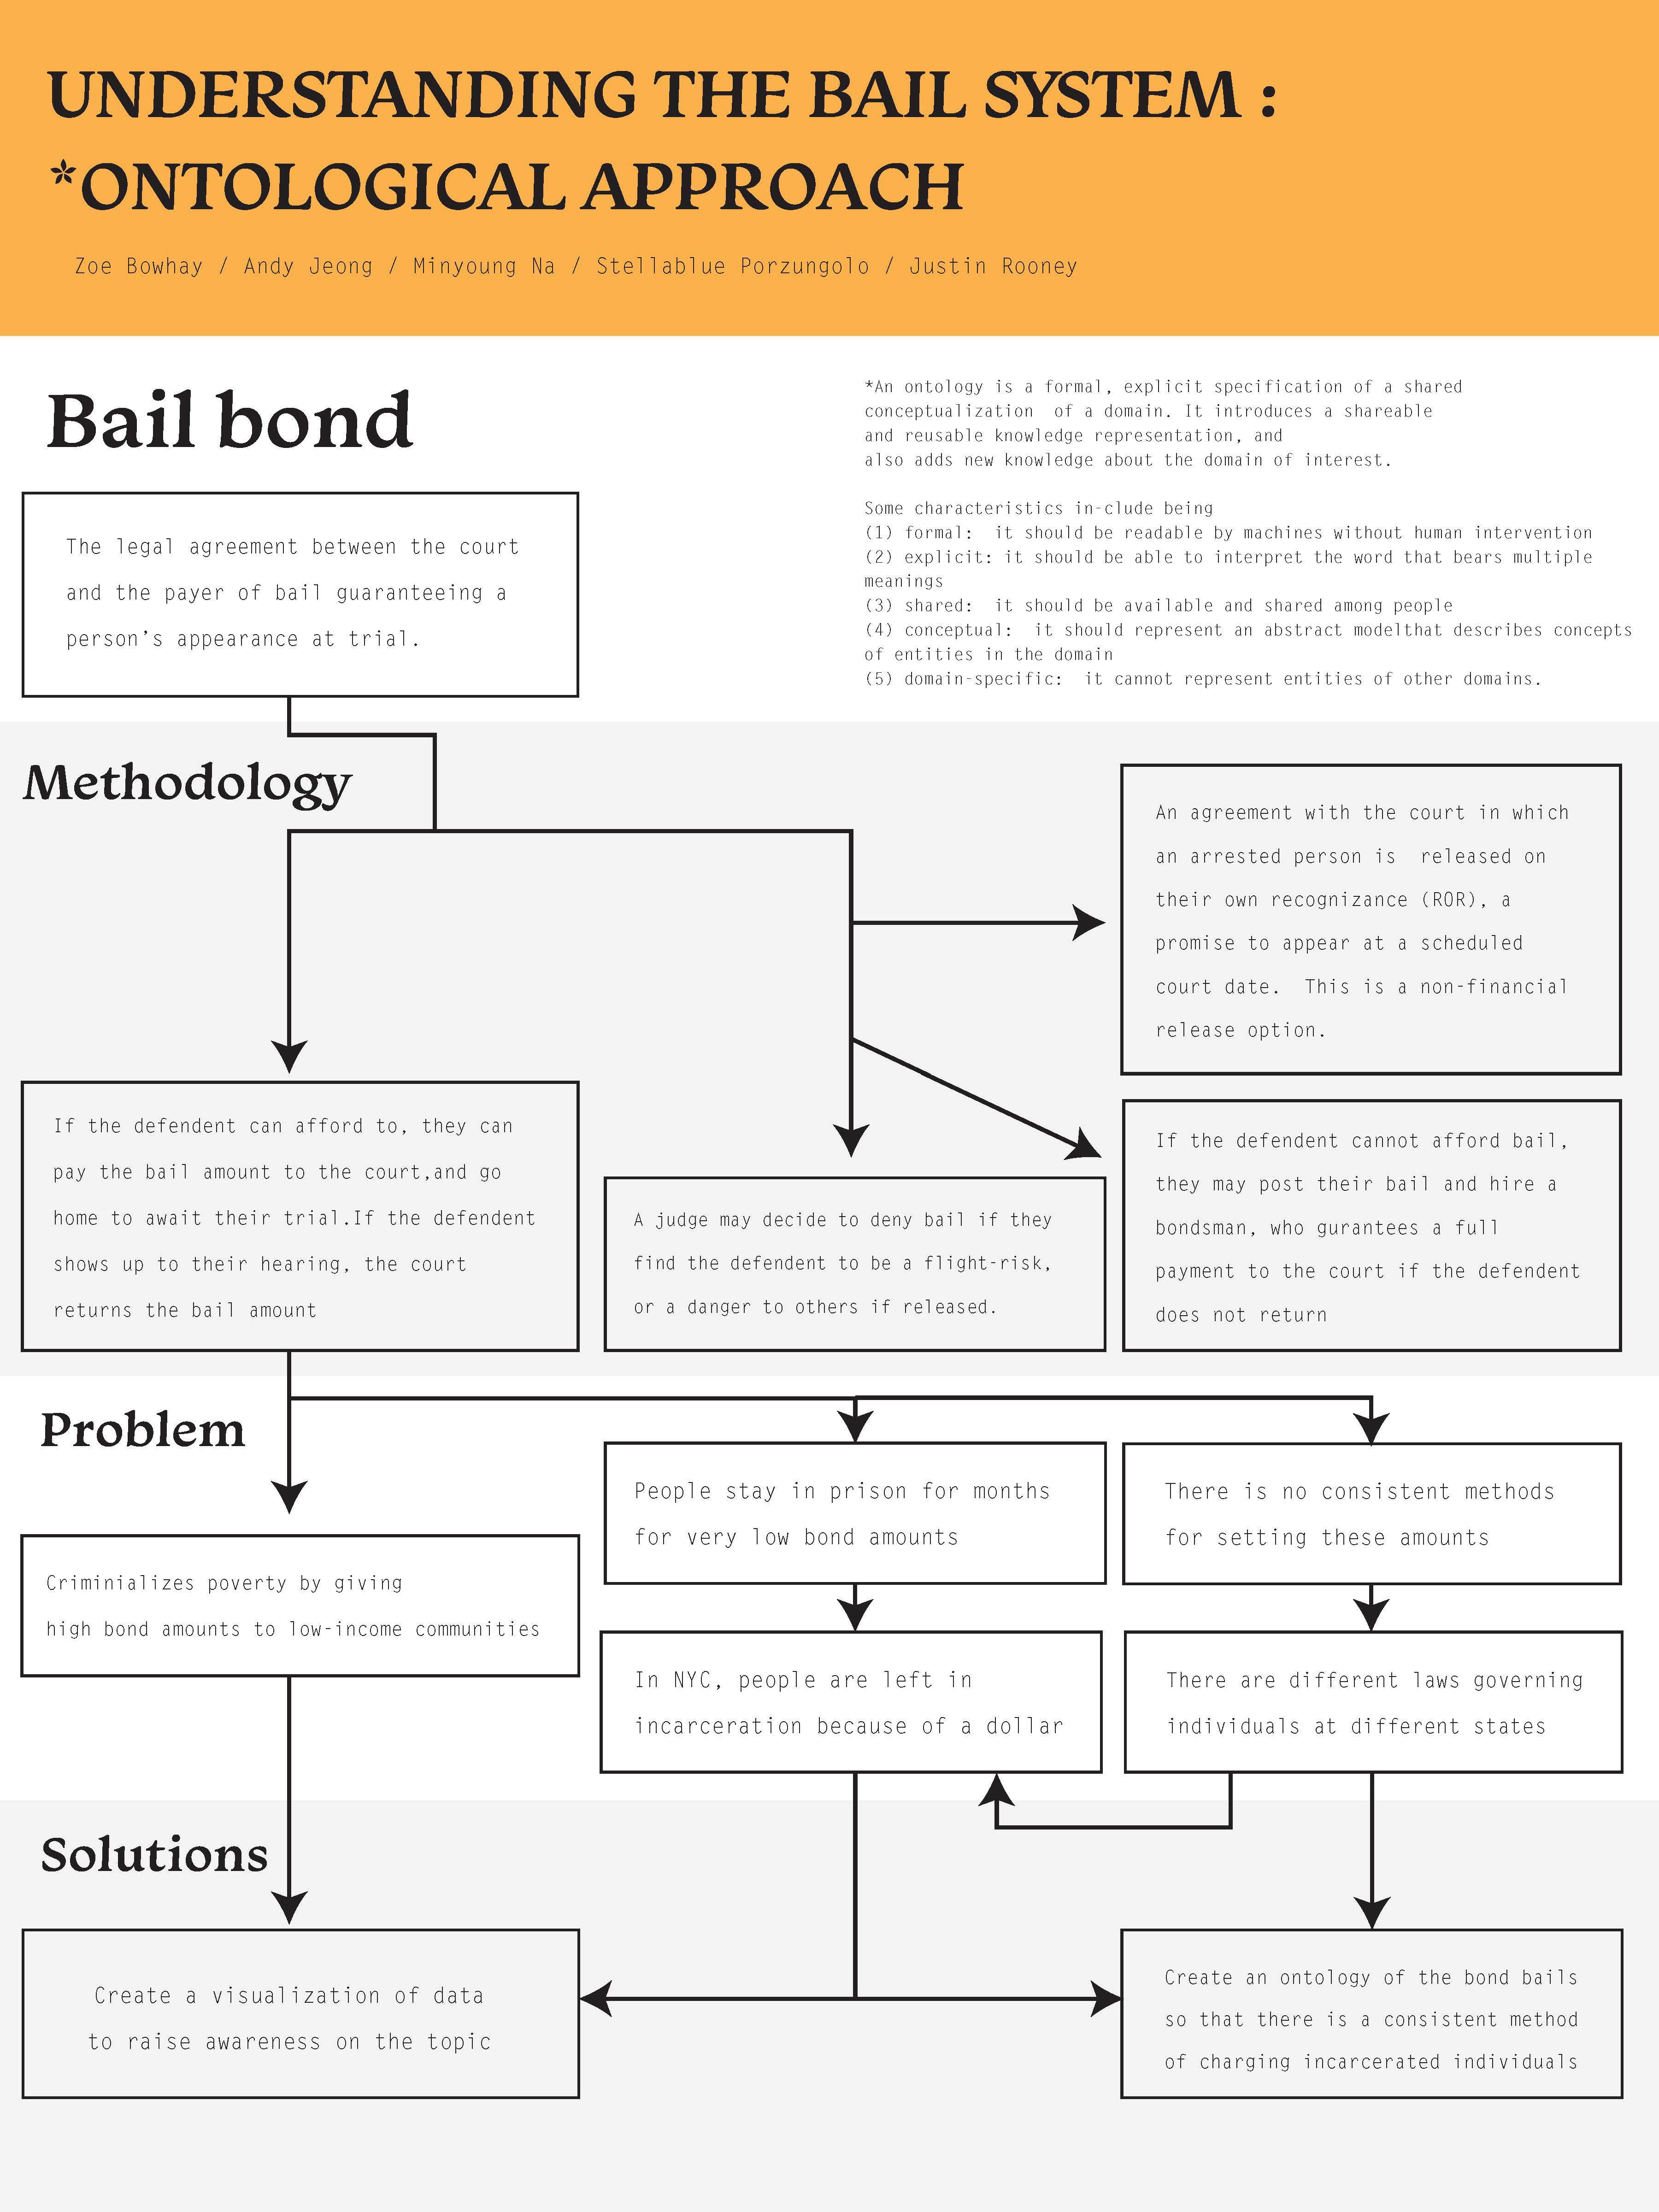 UNDERSTANDING THE BAIL SYSTEM :
*ONTOLOGICAL APPROACH
Zoe Bowhay / Andy Jeong / Minyoung Na / Stellablue Porzungolo / Justin Rooney
Bail bond
The legal agreement between the court
and the payer of bail guaranteeing a
person's appearance at trial.
*An ontology is a formal, explicit specification of a shared
conceptualization  of a domain. It introduces a shareable
and reusable knowledge representation, and
also adds new knowledge about the domain of interest.
Some characteristics in-clude being
(1) formal:  it should be readable by machines without human intervention
(2) explicit: it should be able to interpret the word that bears multiple
meanings
(3) shared:  it should be available and shared among people
(4) conceptual:  it should represent an abstract modelthat describes concepts
of entities in the domain
(5) domain-specific:  it cannot represent entities of other domains.
Methodology
An agreement with the court in which
an arrested person is  released on
their own recognizance (ROR), a
promise to appear at a scheduled
court date.  This is a non-financial
release option.
If the defendent can afford to, they can
pay the bail amount to the court,and go
home to await their trial.If the defendent
shows up to their hearing, the court
returns the bail amount
A judge may decide to deny bail if they
find the defendent to be a flight-risk,
or a danger to others if released.
If the defendent cannot afford bail,
they may post their bail and hire a
bondsman, who gurantees a full
payment to the court if the defendent
does not return
Problem
Criminializes poverty by giving
high bond amounts to low-income communities
People stay in prison for months
for very low bond amounts
There is no consistent methods
for setting these amounts
In NYC, people are left in
incarceration because of a dollar
There are different laws governing
individuals at different states
Solutions
Create a visualization of data
to raise awareness on the topic
Create an ontology of the bond bails
so that there is a consistent method
of charging incarcerated individuals